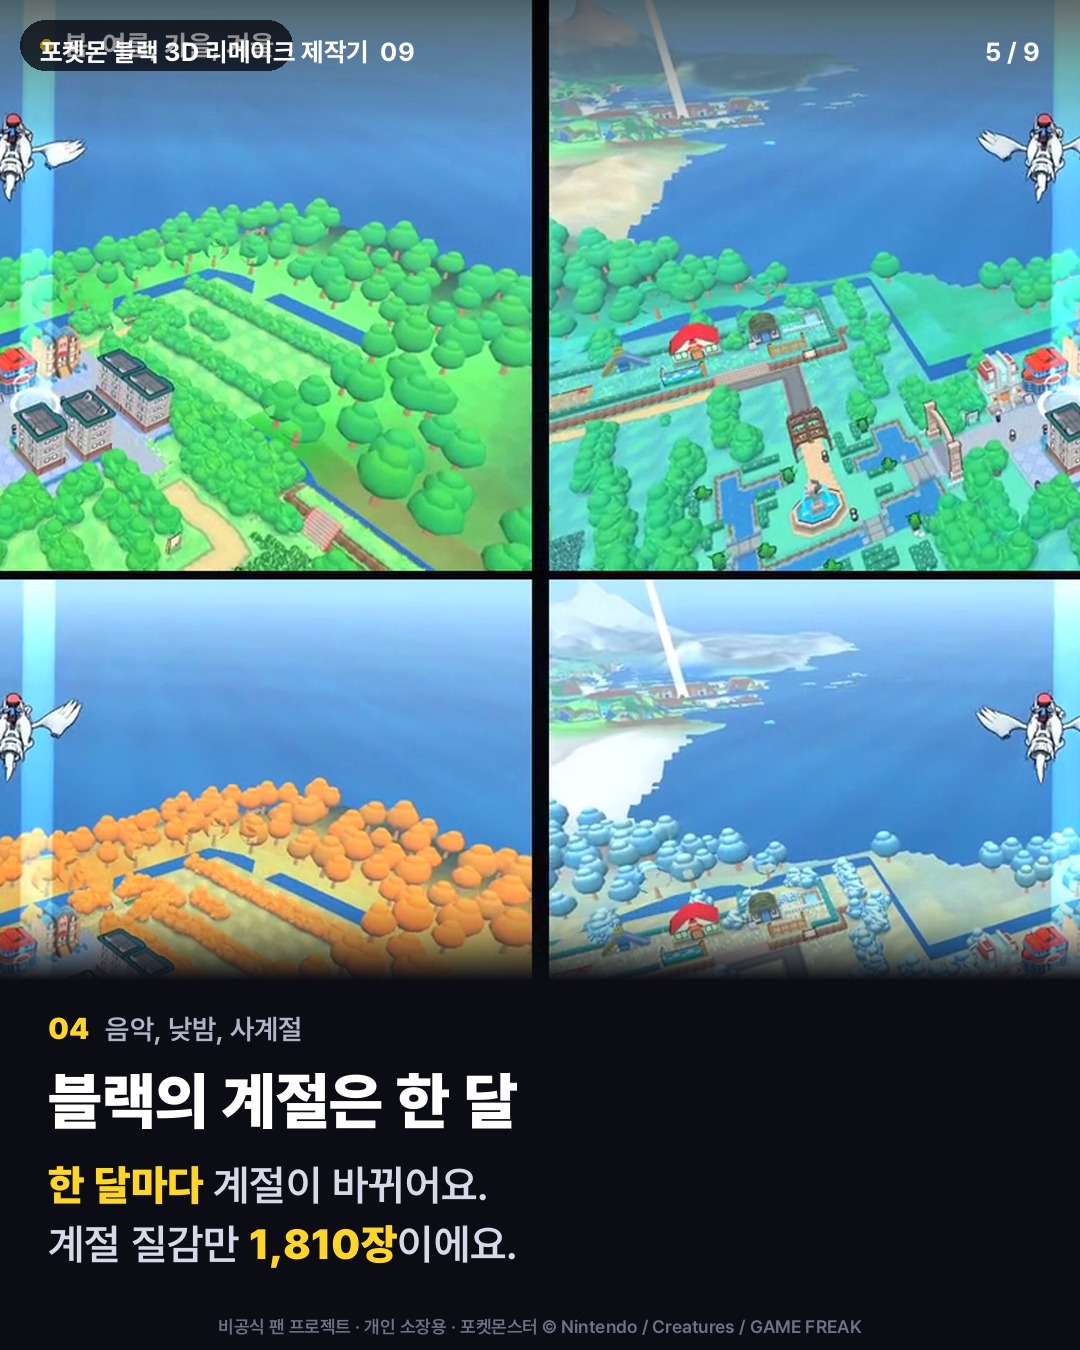 포켓몬 블랙 3D 리메이크 제작기 09
5 / 9
04 음악, 낮밤, 사계절
블랙의 계절은 한 달
한 달마다 계절이 바뀌어요.
계절 질감만 1,810장이에요.
비공식 팬 프로젝트 · 개인 소장용 · 포켓몬스터 © Nintendo / Creatures / GAME FREAK